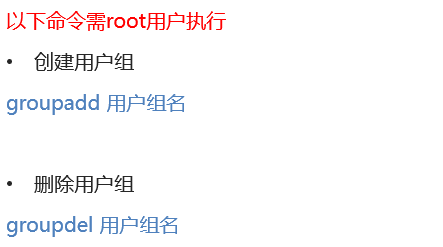 以下命令需root用户执行
• 创建用户组
groupadd 用户组名
• 删除用户组
groupdel 用户组名